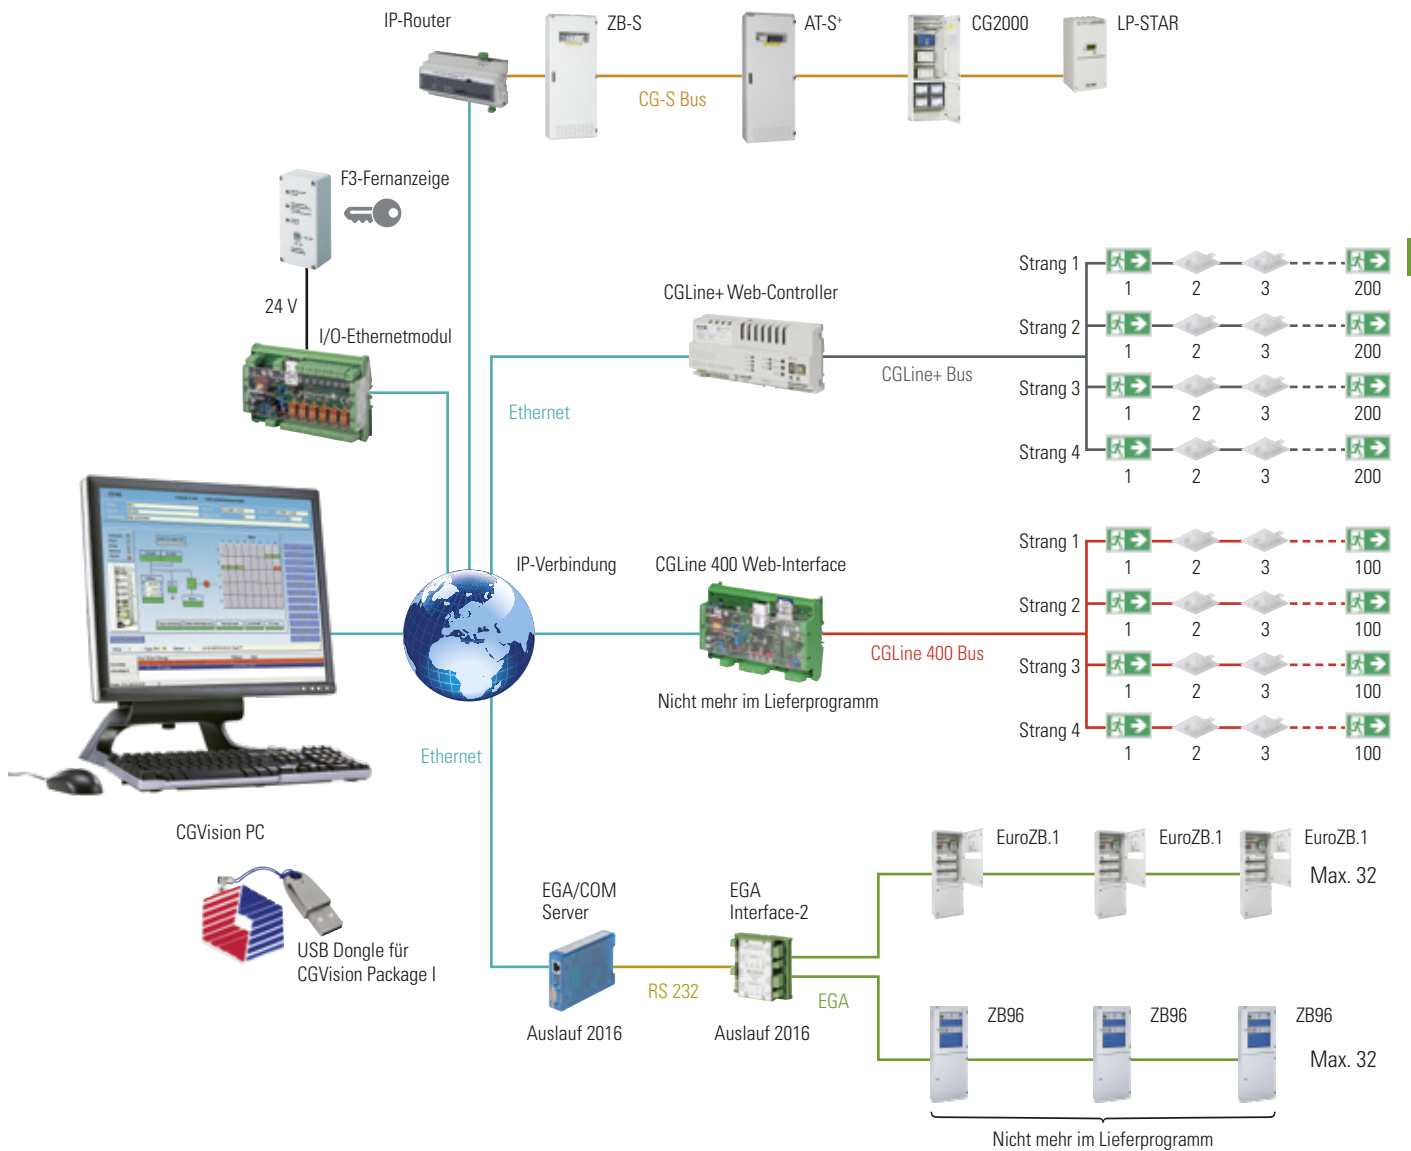 IP-Router
ZB-S
AT-S+
CG2000
LP-STAR
CG-S Bus
F3-Fernanzeige
24 V
I/O-Ethernetmodul
CGLine+ Web-Controller
CGLine+ Bus
Ethernet
Strang 1
1 2 3 200
Strang 2
1 2 3 200
Strang 3
1 2 3 200
Strang 4
1 2 3 200
IP-Verbindung
CGLine 400 Web-Interface
CGLine 400 Bus
Nicht mehr im Lieferprogramm
Strang 1
1 2 3 100
Strang 2
1 2 3 100
Strang 3
1 2 3 100
Strang 4
1 2 3 100
Ethernet
CGVision PC
USB Dongle für
CGVision Package I
EGA/COM
Server
RS 232
EGA
Interface-2
EGA
Auslauf 2016
Auslauf 2016
EuroZB.1
EuroZB.1
EuroZB.1
Max. 32
ZB96
ZB96
ZB96
Max. 32
Nicht mehr im Lieferprogramm